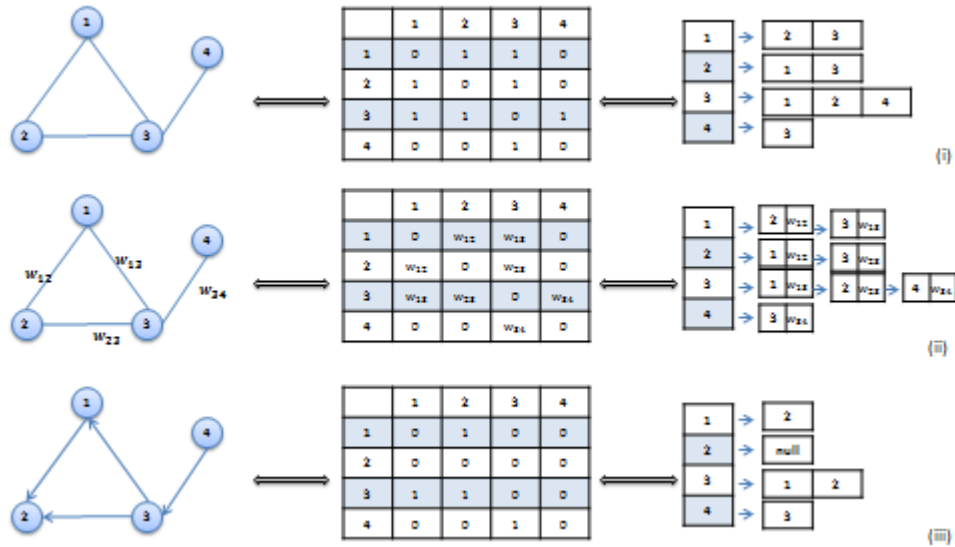 1
4
2
3
1 2 3 4
1 0 1 1 0
2 1 0 1 0
3 1 1 0 1
4 0 0 1 0
1 2 3
2 1 3
3 1 2 4
4 3
(i)
1
4
w₁₂
w₁₃
w₃₄
2
3
w₂₃
1 2 3 4
1 0 w₁₂ w₁₃ 0
2 w₁₂ 0 w₂₃ 0
3 w₁₃ w₂₃ 0 w₃₄
4 0 0 w₃₄ 0
1 2 w₁₂ 3 w₁₃
2 1 w₁₂ 3 w₂₃
3 1 w₁₃ 2 w₂₃ 4 w₃₄
4 3 w₃₄
(ii)
1
4
2
3
1 2 3 4
1 0 1 0 0
2 0 0 0 0
3 1 1 0 0
4 0 0 1 0
1 2
2 null
3 1 2
4 3
(iii)